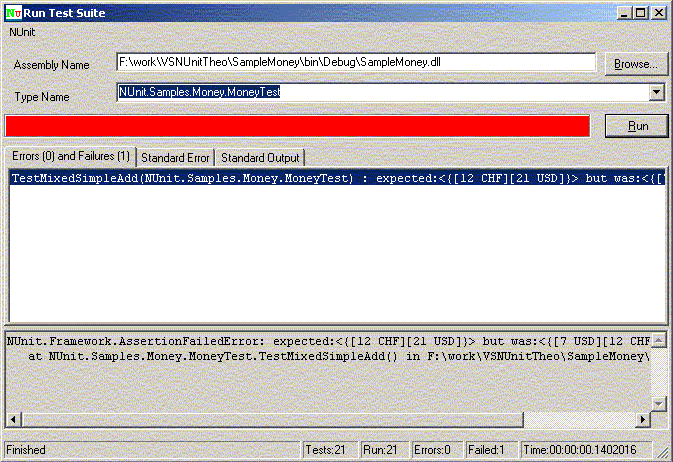 NU Run Test Suite
NUnit
Assembly Name F:\work\VSNUnitTheo\SampleMoney\bin\Debug\SampleMoney.dll Browse...
Type Name NUnit.Samples.Money.MoneyTest
Run
Errors (0) and Failures (1) Standard Error Standard Output
TestMixedSimpleAdd(NUnit.Samples.Money.MoneyTest) : expected:<{[12 CHF][21 USD]}> but was:<{[
NUnit.Framework.AssertionFailedError: expected:<{[12 CHF][21 USD]}> but was:<{[7 USD][12 CHF
at NUnit.Samples.Money.MoneyTest.TestMixedSimpleAdd() in F:\work\VSNUnitTheo\SampleMoney\
Finished Tests:21 Run:21 Errors:0 Failed:1 Time:00:00:00.1402016